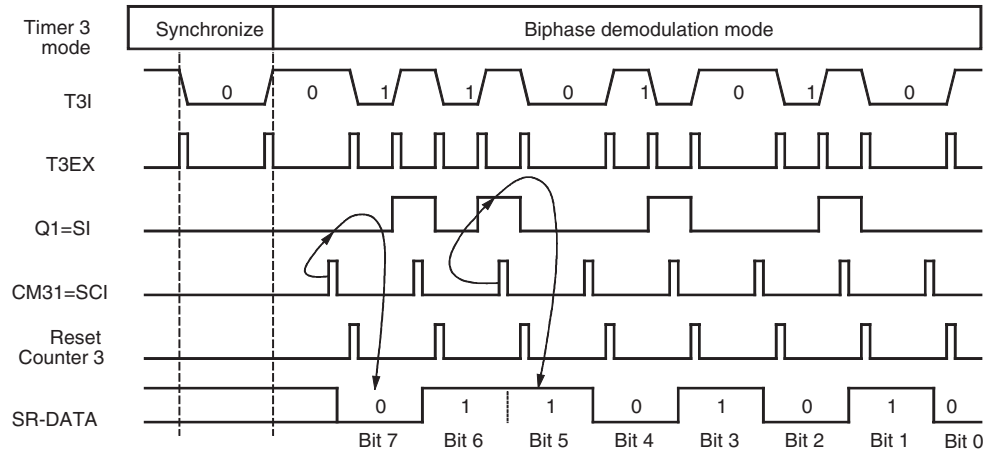 Timer 3
mode
Synchronize
Biphase demodulation mode
T3I
0 0 1 1 0 1 0 1 0
T3EX
Q1=SI
CM31=SCI
Reset
Counter 3
SR-DATA
0 1 1 0 1 0 1 0
Bit 7 Bit 6 Bit 5 Bit 4 Bit 3 Bit 2 Bit 1 Bit 0